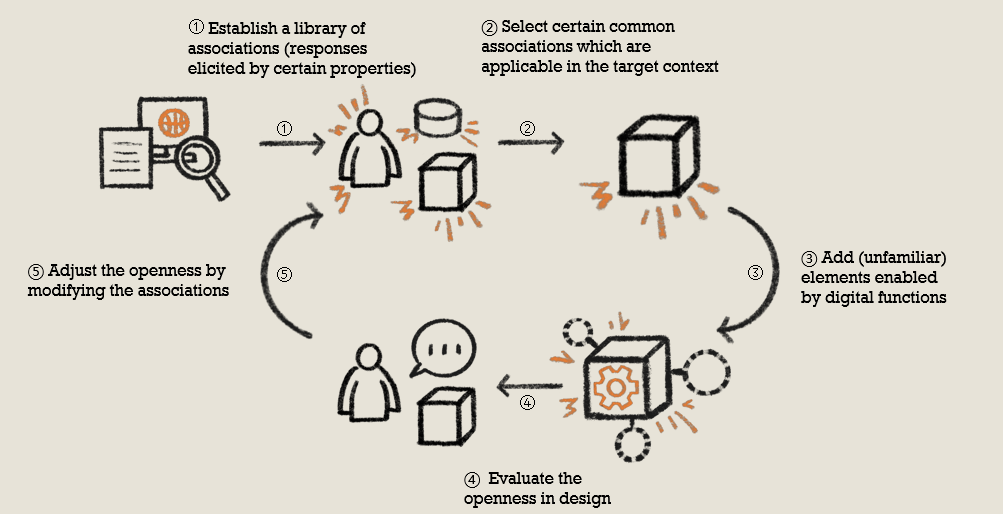 ① Establish a library of
associations (responses
elicited by certain properties)
② Select certain common
associations which are
applicable in the target context
①
②
③ Add (unfamiliar)
elements enabled
by digital functions
③
⑤ Adjust the openness by
modifying the associations
⑤
④
④ Evaluate the
openness in design